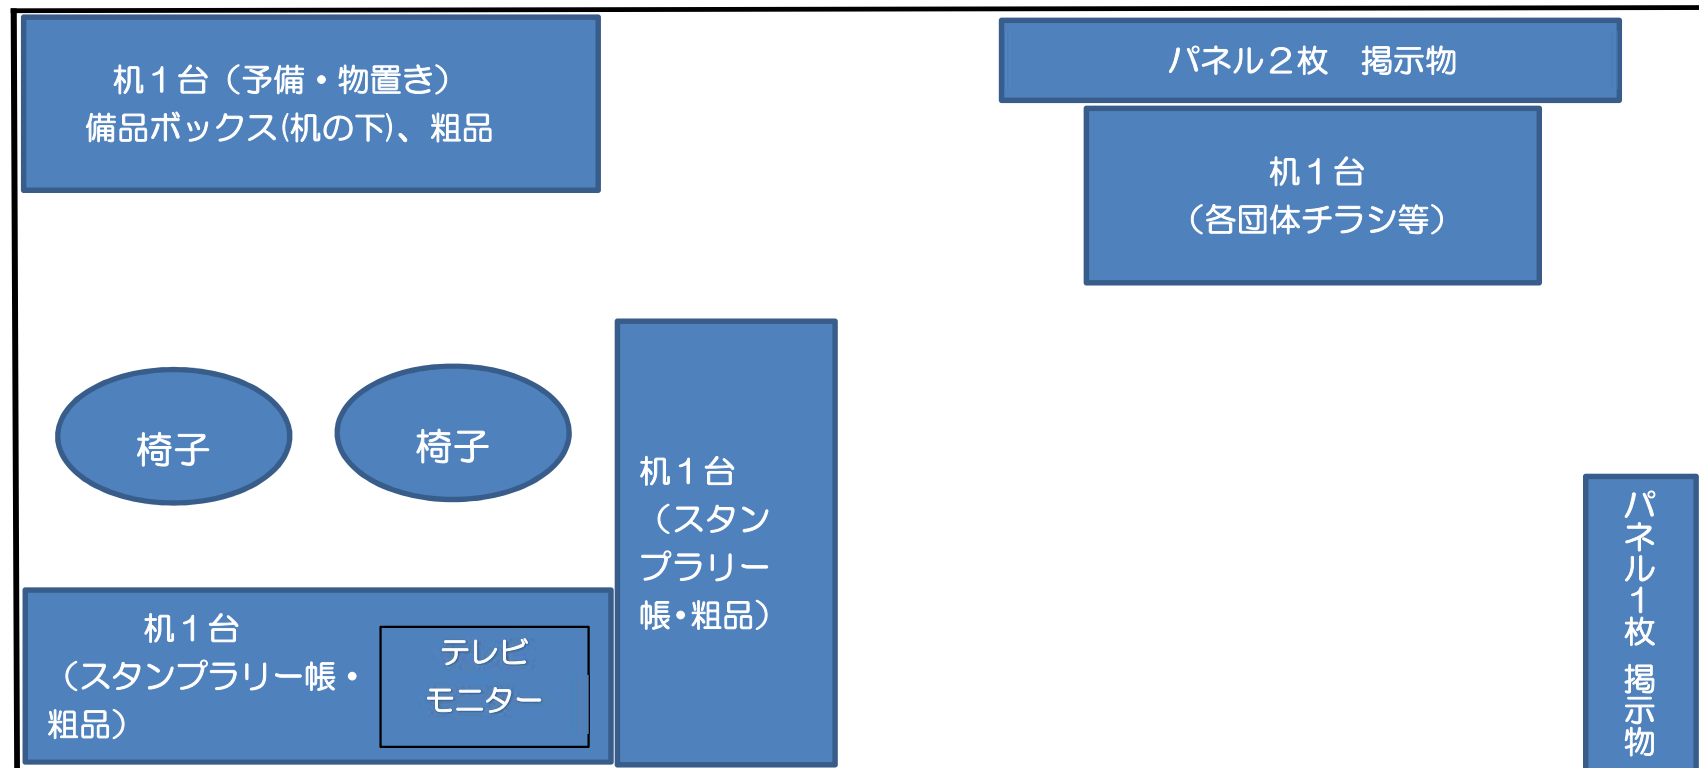 机１台（予備・物置き）
備品ボックス(机の下)、粗品
パネル２枚　掲示物
机１台
（各団体チラシ等）
椅子
椅子
机１台
（スタン
プラリー
帳・粗品）
机１台
（スタンプラリー帳・
粗品）
テレビ
モニター
パネル１枚 掲示物